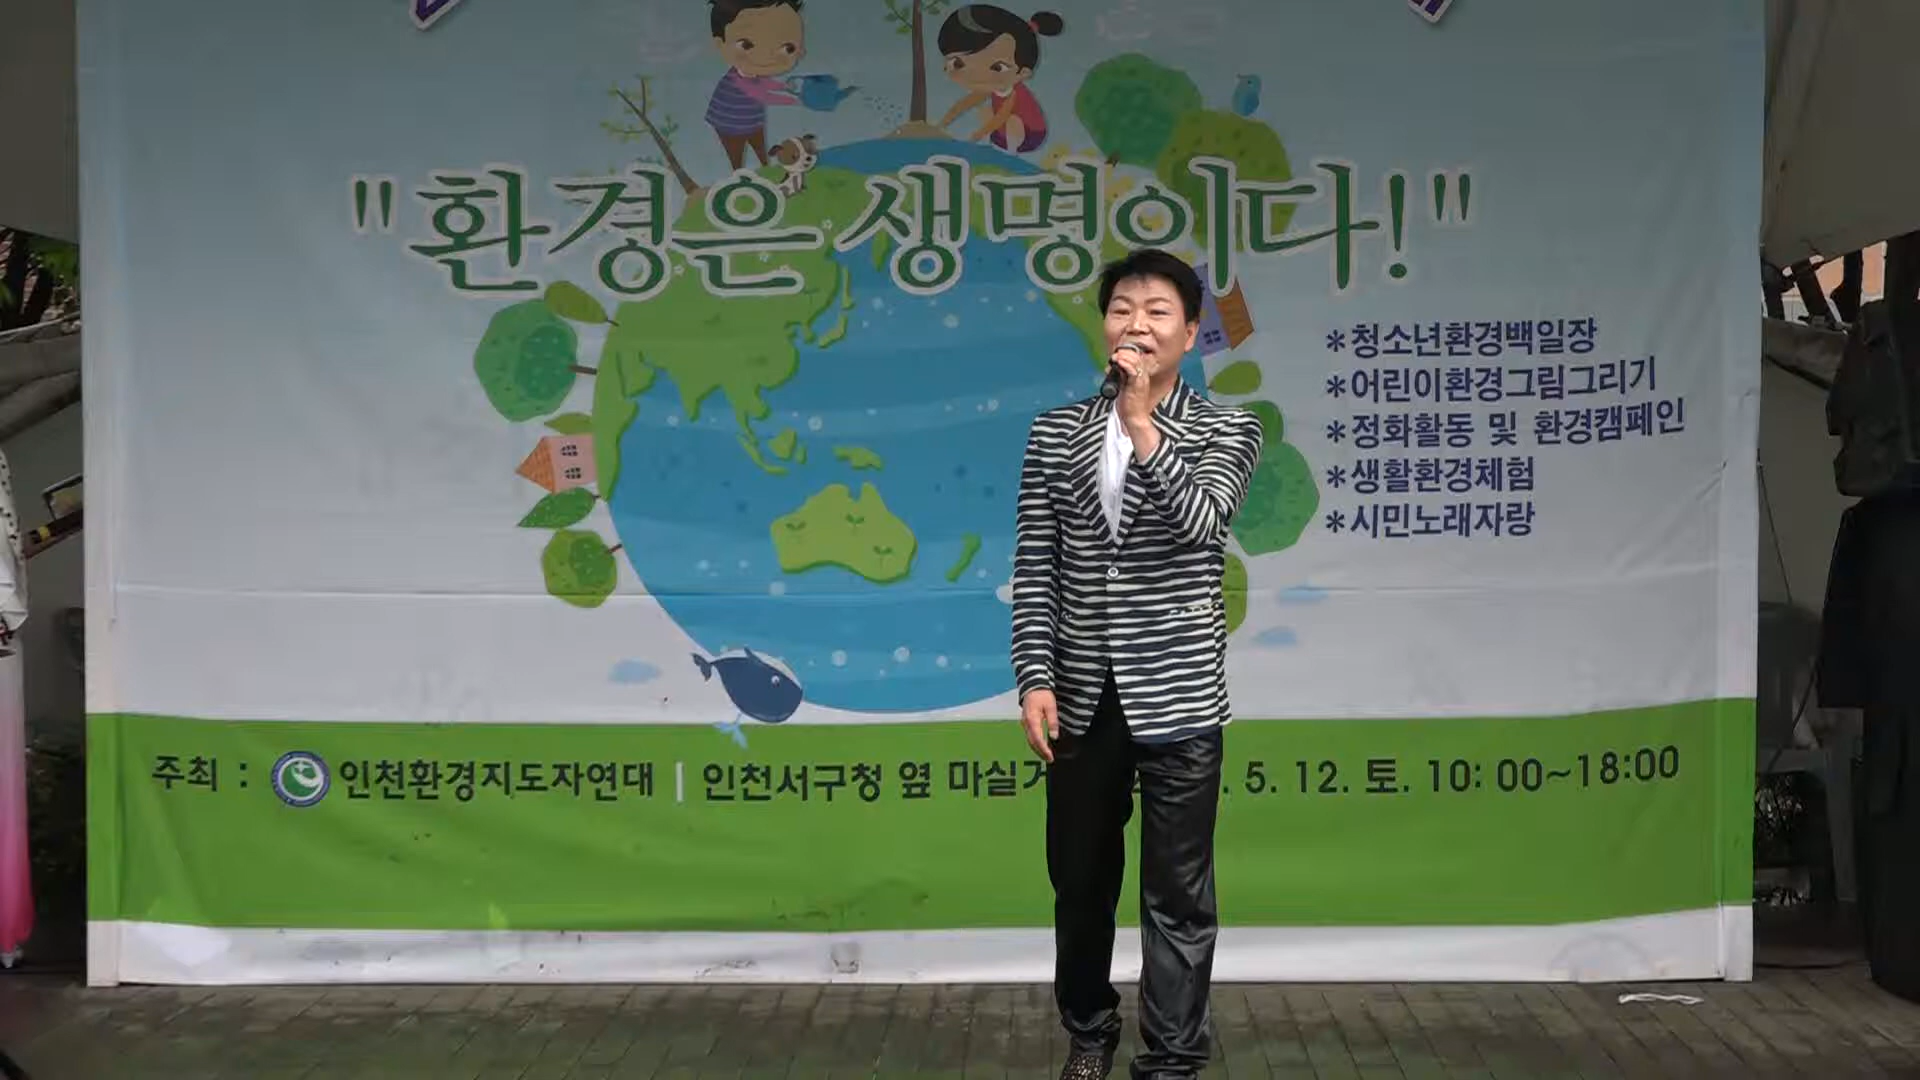 "환경은 생명이다!"
*청소년환경백일장
*어린이환경그림그리기
*정화활동 및 환경캠페인
*생활환경체험
*시민노래자랑
주최 : 인천환경지도자연대 | 인천서구청 옆 . 5. 12. 토. 10: 00~18:00